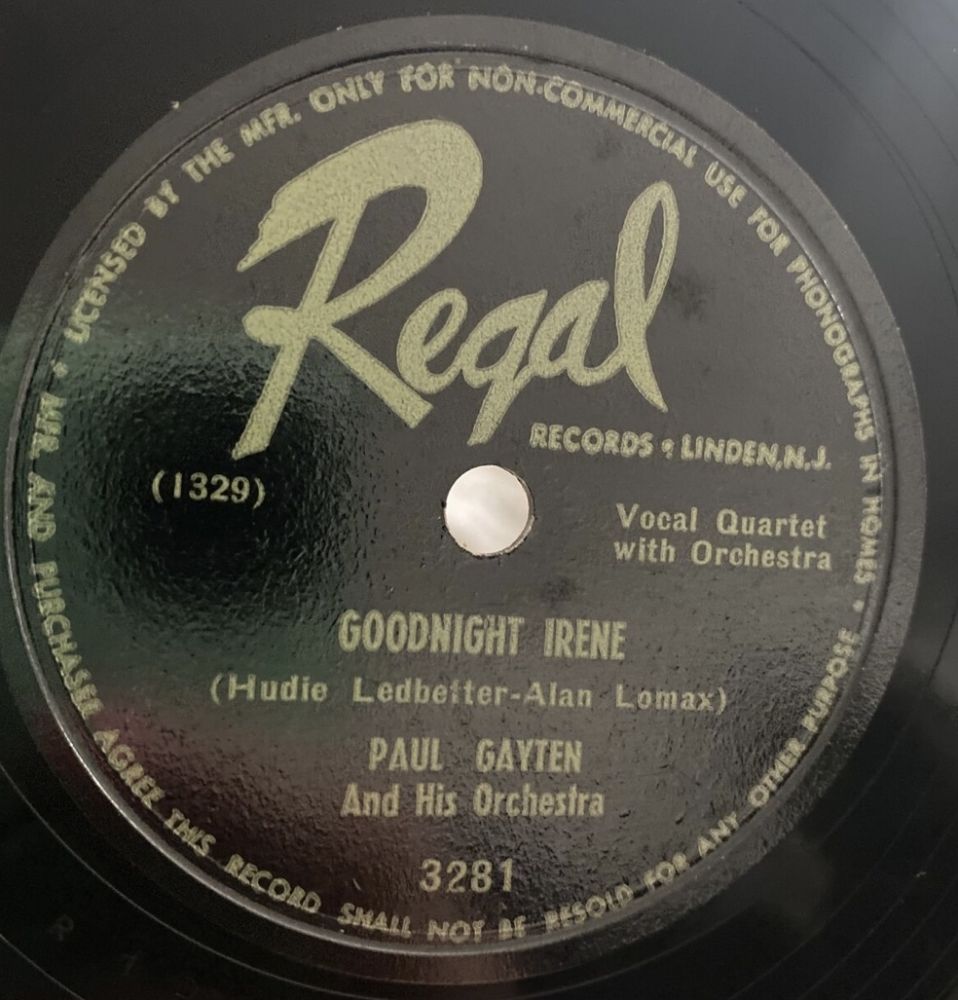 LICENSED BY THE MFR. ONLY FOR NON-COMMERCIAL USE FOR PHONOGRAPHS IN HOMES • MFR. AND PURCHASER AGREE THIS RECORD SHALL NOT BE RESOLD FOR ANY OTHER PURPOSE •
Regal
RECORDS • LINDEN, N.J.
(1329)
Vocal Quartet
with Orchestra
GOODNIGHT IRENE
(Hudie Ledbetter-Alan Lomax)
PAUL GAYTEN
And His Orchestra
3281
R